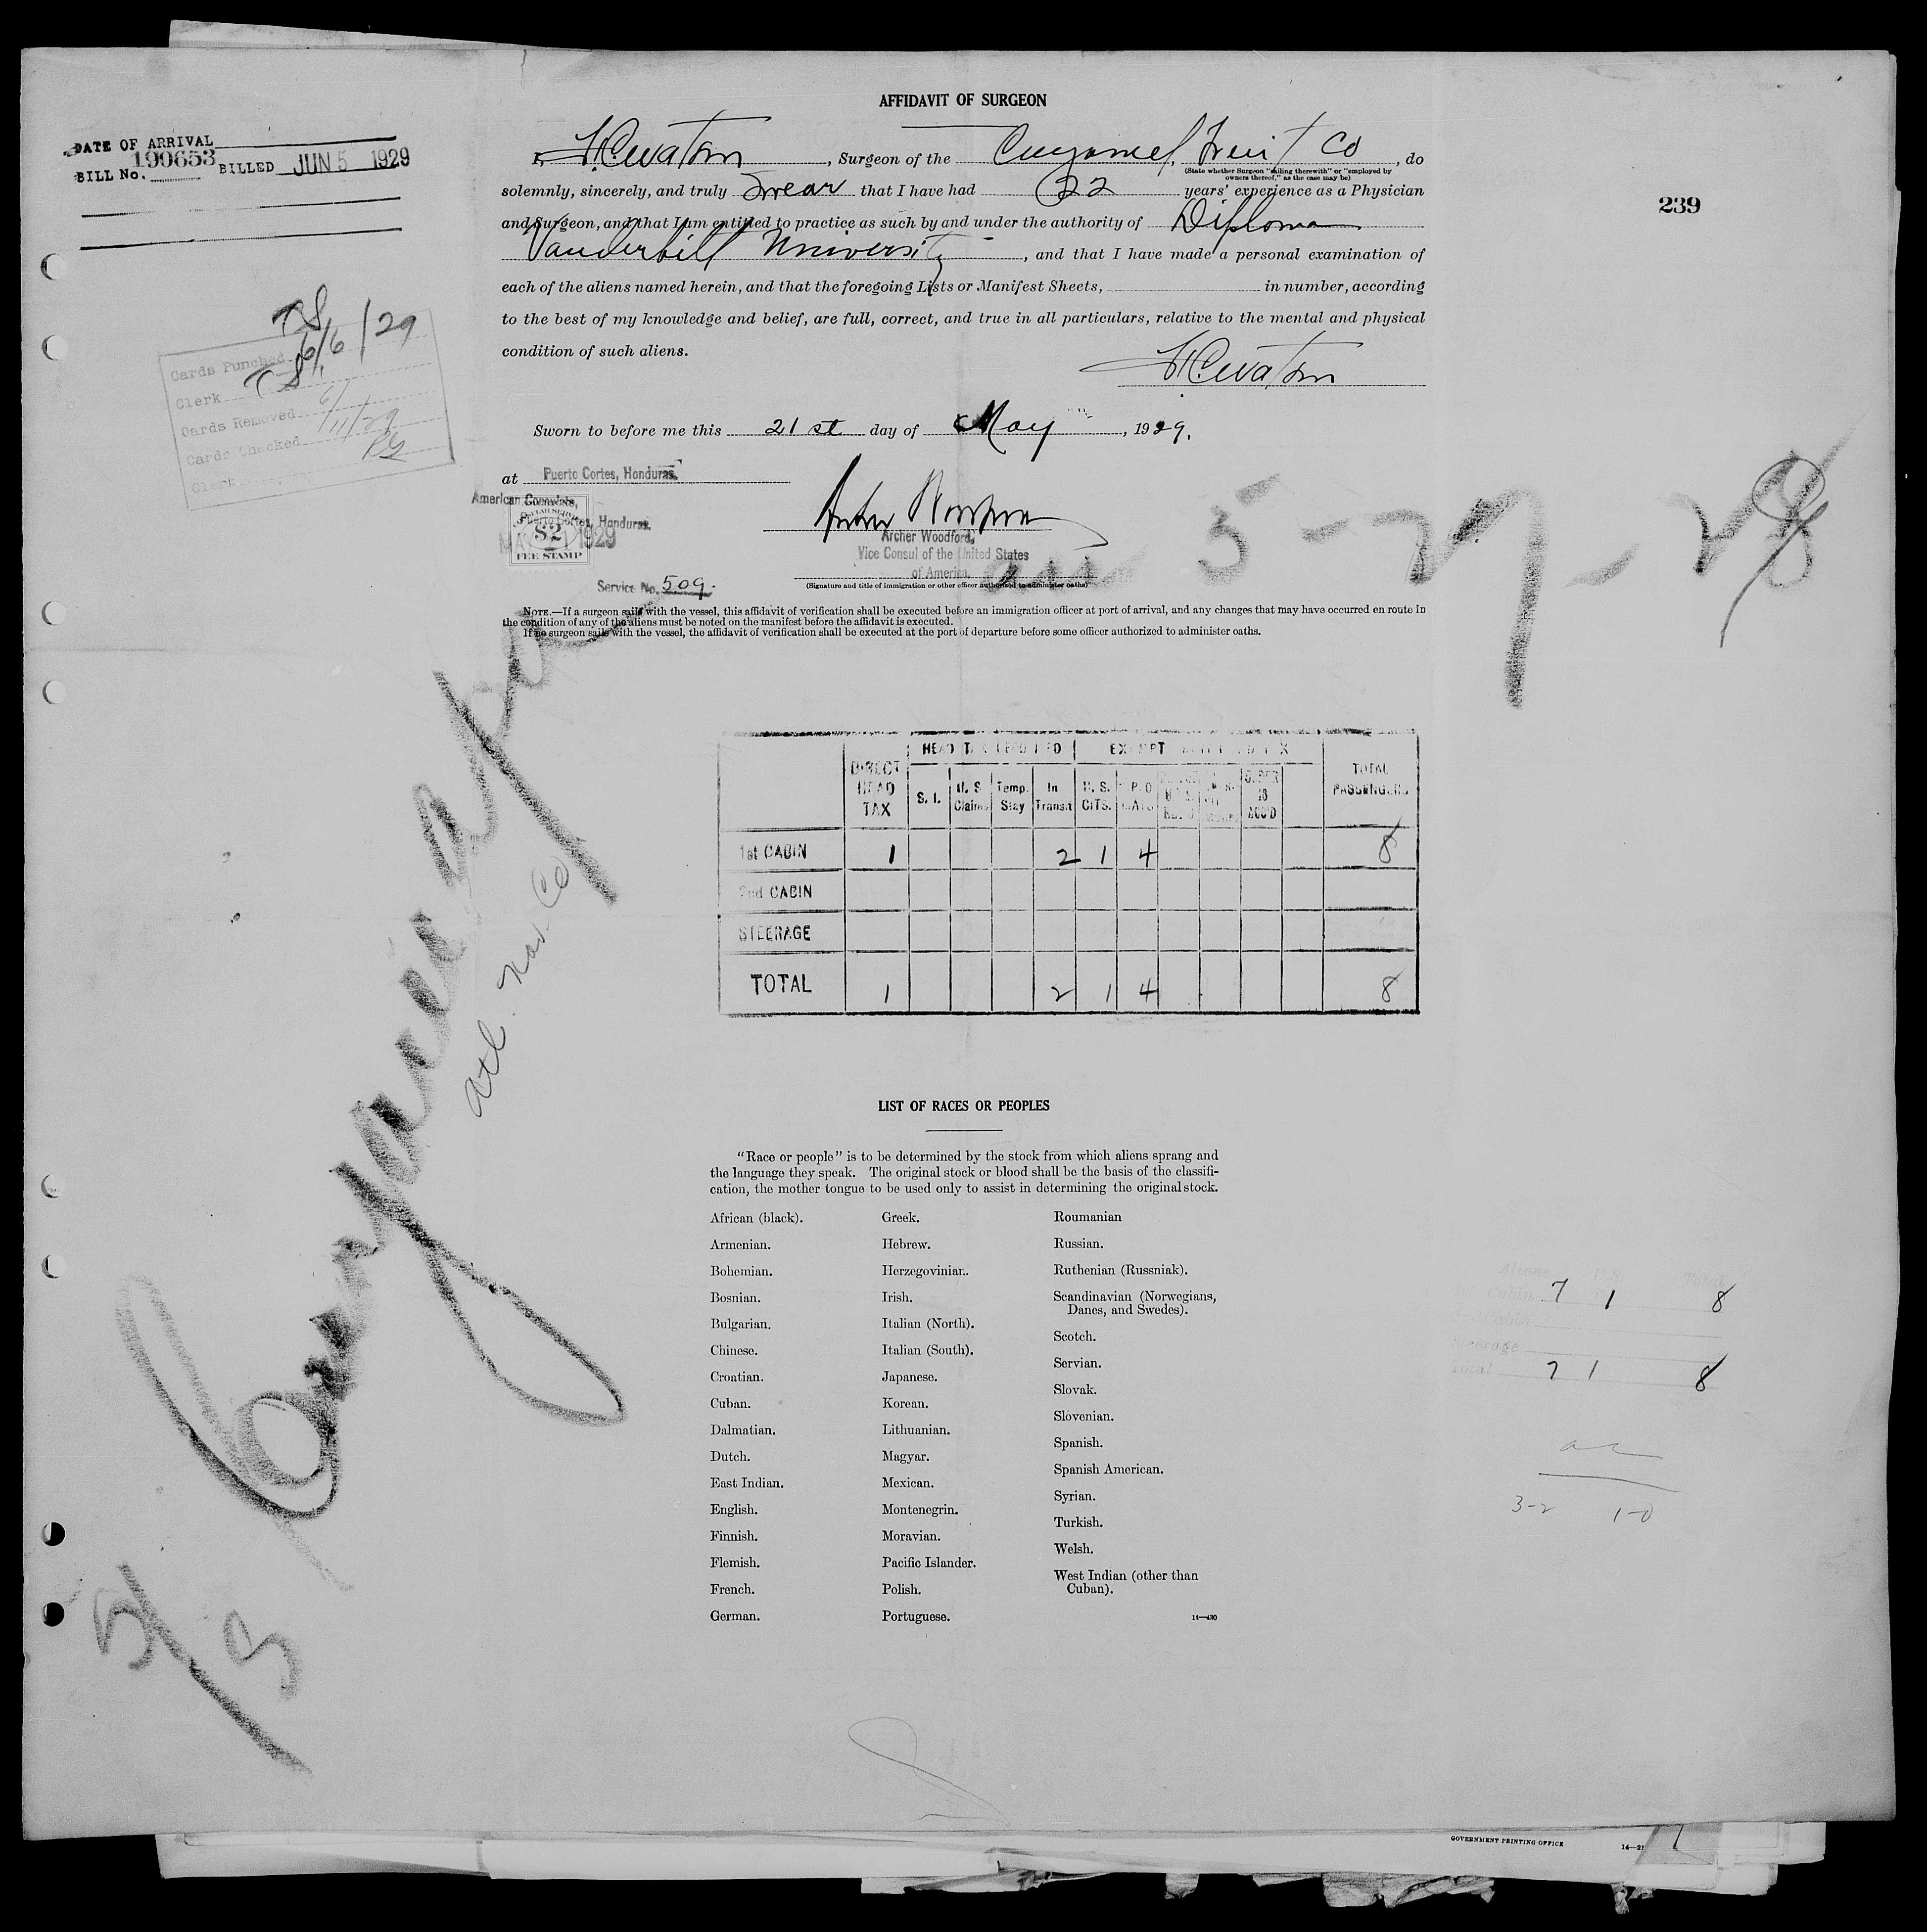 AFFIDAVIT OF SURGEON
DATE OF ARRIVAL
BILL No. 190653 BILLED JUN 5 1929
239
I, H.C. Watson, Surgeon of the Cuyamel Fruit Co, do
(State whether Surgeon "sailing therewith" or "employed by
owners thereof," as the case may be)
solemnly, sincerely, and truly swear that I have had 22 years' experience as a Physician
and Surgeon, and that I am entitled to practice as such by and under the authority of Diploma
Vanderbilt University, and that I have made a personal examination of
each of the aliens named herein, and that the foregoing Lists or Manifest Sheets, in number, according
to the best of my knowledge and belief, are full, correct, and true in all particulars, relative to the mental and physical
condition of such aliens.
Cards Punched 6/6/29
Clerk
Cards Removed
Cards Checked 6/11/29
Clerk
Sworn to before me this 21st day of May, 1929.
at Puerto Cortes, Honduras.
American Consulate,
Puerto Cortes, Honduras.
MAY 21 1929
CONSULAR SERVICE
$2
FEE STAMP
Service No. 509.
Archer Woodford
Archer Woodford,
Vice Consul of the United States
of America.
(Signature and title of immigration or other officer authorized to administer oaths)
5-27-29
NOTE.—If a surgeon sails with the vessel, this affidavit of verification shall be executed before an immigration officer at port of arrival, and any changes that may have occurred en route in
the condition of any of the aliens must be noted on the manifest before the affidavit is executed.
If no surgeon sails with the vessel, the affidavit of verification shall be executed at the port of departure before some officer authorized to administer oaths.
Atl. Nav. Co
DIRECT HEAD TAX S. I. U. S. Claims Temp. Stay In Transit U. S. CITS. TOTAL PASSENGERS
1st CABIN 1 2 1 4 8
2nd CABIN
STEERAGE
TOTAL 1 2 1 4 8
LIST OF RACES OR PEOPLES
"Race or people" is to be determined by the stock from which aliens sprang and
the language they speak. The original stock or blood shall be the basis of the classifi-
cation, the mother tongue to be used only to assist in determining the original stock.
African (black).
Armenian.
Bohemian.
Bosnian.
Bulgarian.
Chinese.
Croatian.
Cuban.
Dalmatian.
Dutch.
East Indian.
English.
Finnish.
Flemish.
French.
German.
Greek.
Hebrew.
Herzegovinian.
Irish.
Italian (North).
Italian (South).
Japanese.
Korean.
Lithuanian.
Magyar.
Mexican.
Montenegrin.
Moravian.
Pacific Islander.
Polish.
Portuguese.
Roumanian
Russian.
Ruthenian (Russniak).
Scandinavian (Norwegians,
Danes, and Swedes).
Scotch.
Servian.
Slovak.
Slovenian.
Spanish.
Spanish American.
Syrian.
Turkish.
Welsh.
West Indian (other than
Cuban).
14—430
Aliens U S Total
Cabin 7 1 8
Steerage
Total 7 1 8
3-2 1-0
GOVERNMENT PRINTING OFFICE